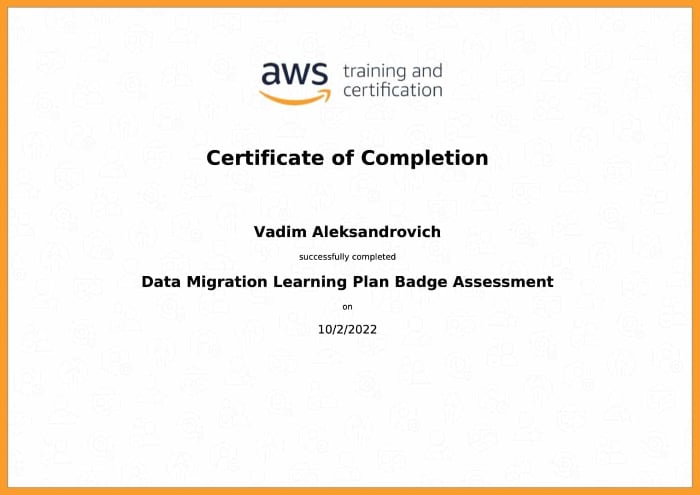 aws training and
certification
Certificate of Completion
Vadim Aleksandrovich
successfully completed
Data Migration Learning Plan Badge Assessment
on
10/2/2022